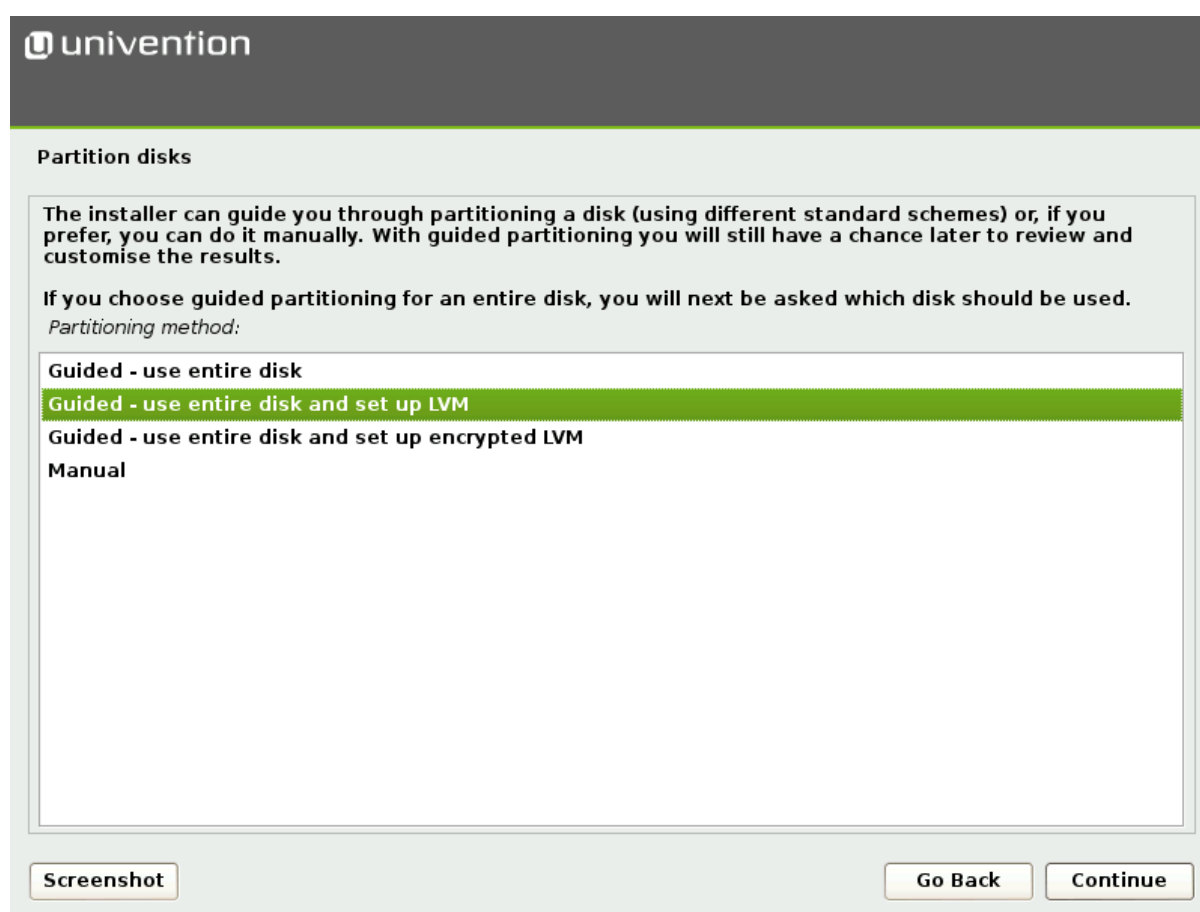 univention
Partition disks
The installer can guide you through partitioning a disk (using different standard schemes) or, if you
prefer, you can do it manually. With guided partitioning you will still have a chance later to review and
customise the results.
If you choose guided partitioning for an entire disk, you will next be asked which disk should be used.
Partitioning method:
Guided - use entire disk
Guided - use entire disk and set up LVM
Guided - use entire disk and set up encrypted LVM
Manual
Screenshot
Go Back
Continue